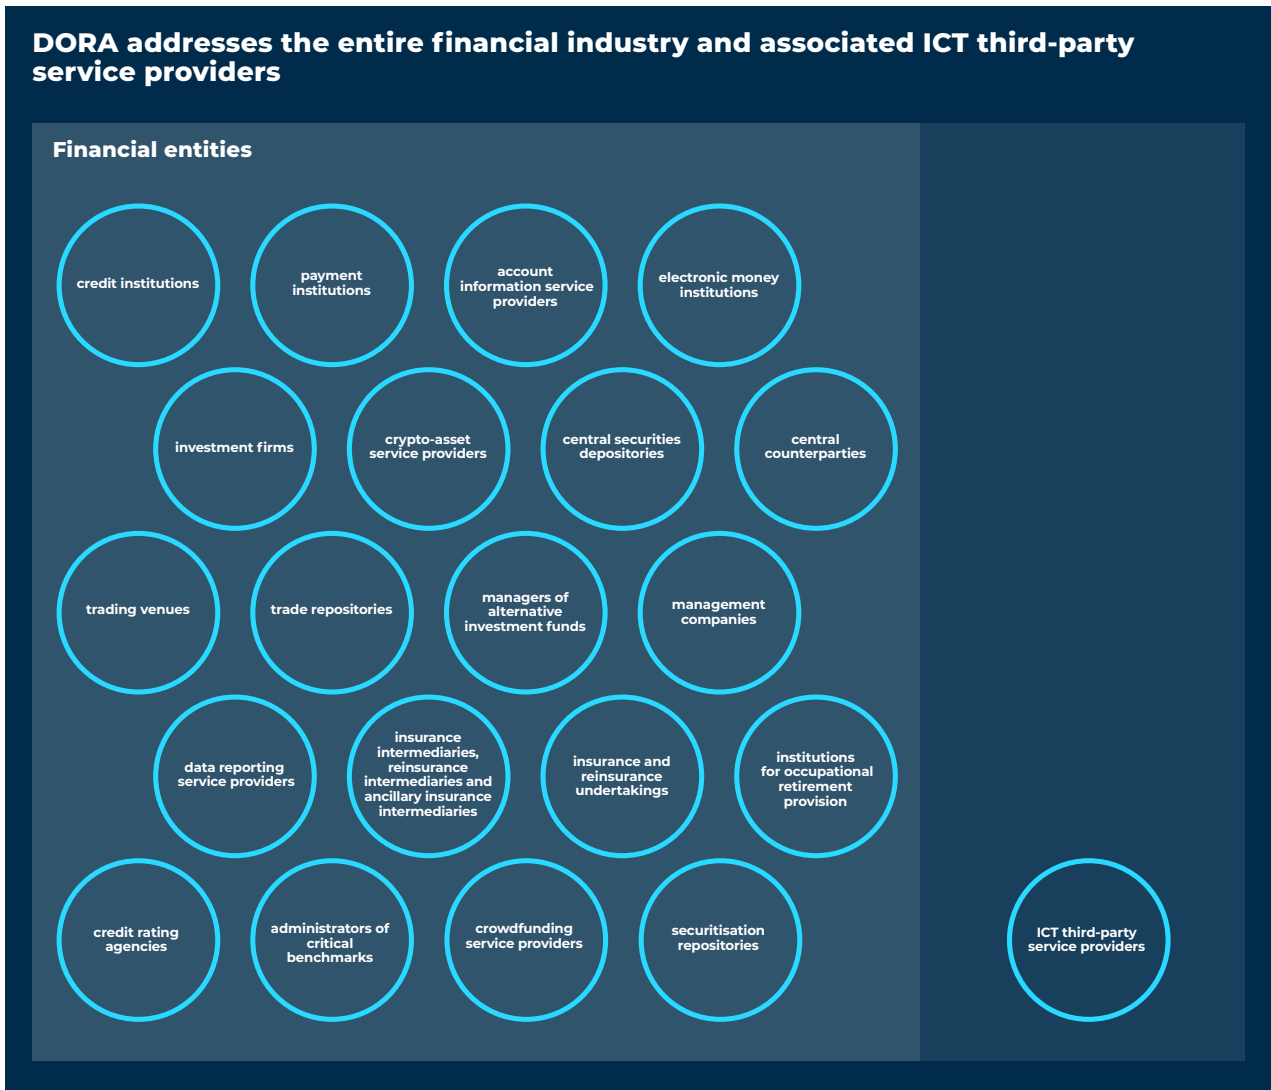 DORA addresses the entire financial industry and associated ICT third-party
service providers
Financial entities
credit institutions
payment
institutions
account
information service
providers
electronic money
institutions
investment firms
crypto-asset
service providers
central securities
depositories
central
counterparties
trading venues
trade repositories
managers of
alternative
investment funds
management
companies
data reporting
service providers
insurance
intermediaries,
reinsurance
intermediaries and
ancillary insurance
intermediaries
insurance and
reinsurance
undertakings
institutions
for occupational
retirement
provision
credit rating
agencies
administrators of
critical
benchmarks
crowdfunding
service providers
securitisation
repositories
ICT third-party
service providers